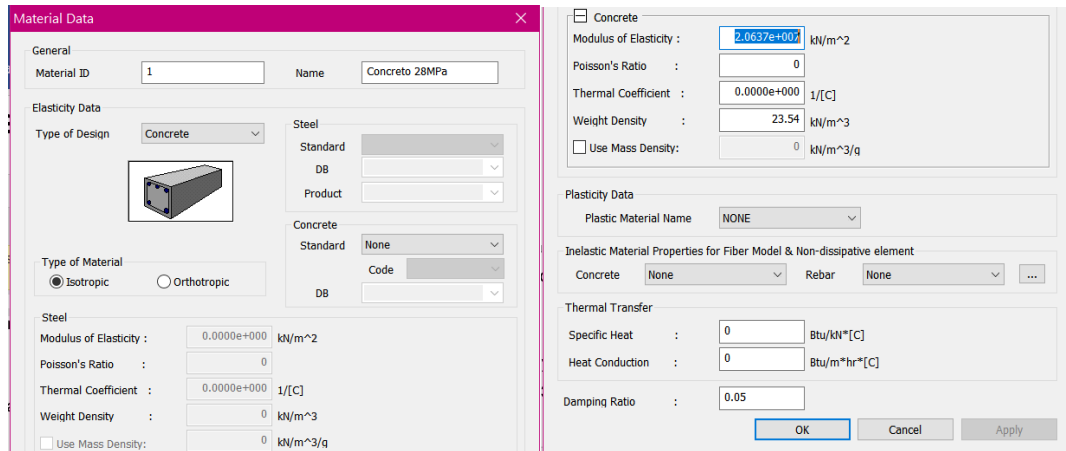 Material Data
General
Material ID 1 Name Concreto 28MPa
Elasticity Data
Type of Design Concrete
Steel
Standard
DB
Product
Concrete
Standard None
Code
DB
Type of Material
Isotropic Orthotropic
Steel
Modulus of Elasticity : 0.0000e+000 kN/m^2
Poisson's Ratio : 0
Thermal Coefficient : 0.0000e+000 1/[C]
Weight Density : 0 kN/m^3
Use Mass Density: 0 kN/m^3/g
Concrete
Modulus of Elasticity : 2.0637e+007 kN/m^2
Poisson's Ratio : 0
Thermal Coefficient : 0.0000e+000 1/[C]
Weight Density : 23.54 kN/m^3
Use Mass Density: 0 kN/m^3/g
Plasticity Data
Plastic Material Name NONE
Inelastic Material Properties for Fiber Model & Non-dissipative element
Concrete None Rebar None ...
Thermal Transfer
Specific Heat : 0 Btu/kN*[C]
Heat Conduction : 0 Btu/m*hr*[C]
Damping Ratio : 0.05
OK Cancel Apply